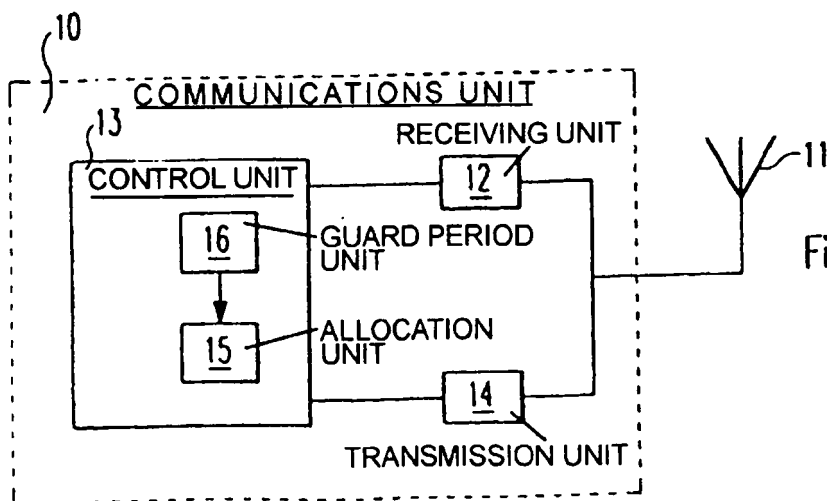 10
COMMUNICATIONS UNIT
13
RECEIVING UNIT
11
CONTROL UNIT
12
16
GUARD PERIOD
UNIT
Fi
15
ALLOCATION
UNIT
14
TRANSMISSION UNIT